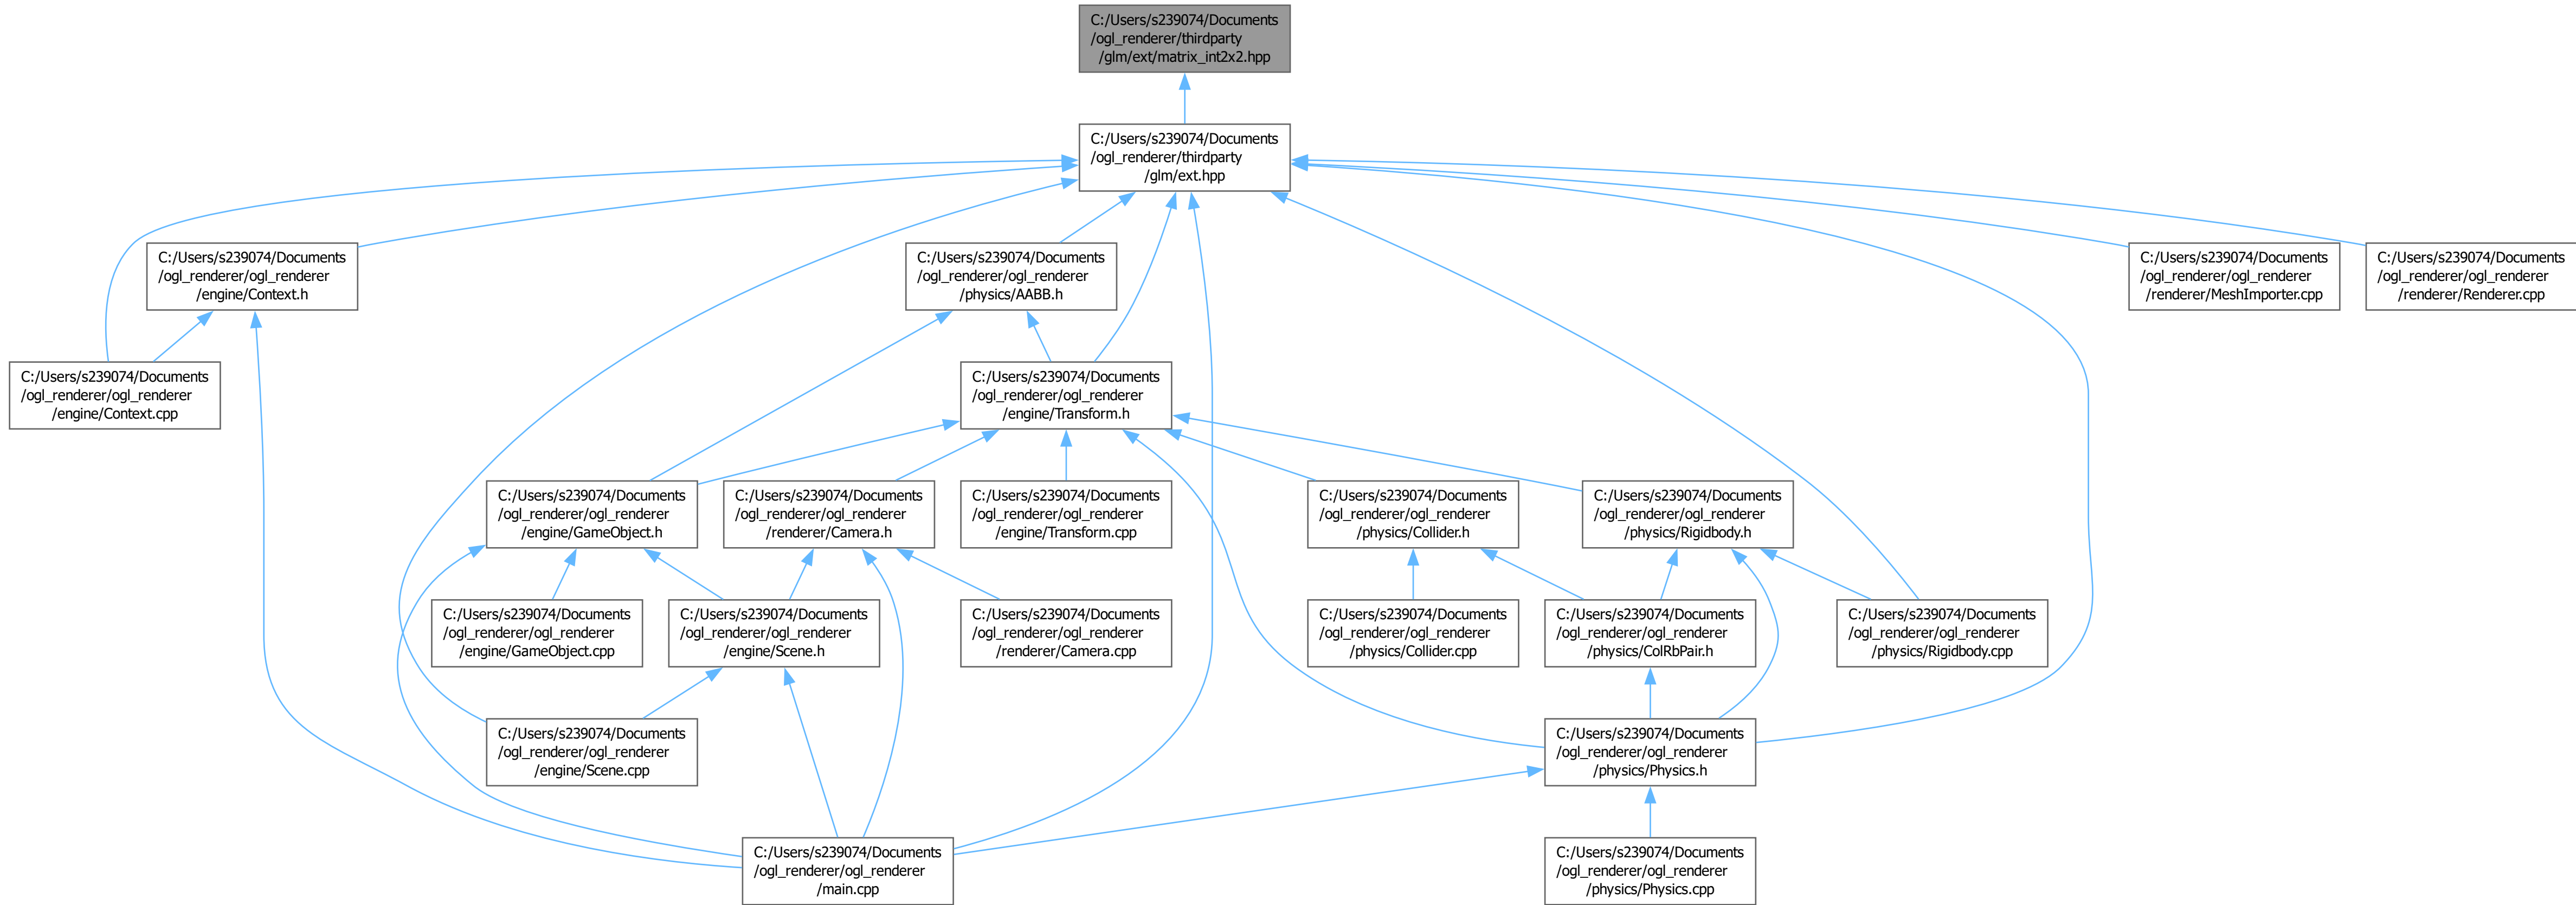 C:/Users/s239074/Documents
/ogl_renderer/thirdparty
/glm/ext/matrix_int2x2.hpp
C:/Users/s239074/Documents
/ogl_renderer/thirdparty
/glm/ext.hpp
C:/Users/s239074/Documents
/ogl_renderer/ogl_renderer
/engine/Context.h
C:/Users/s239074/Documents
/ogl_renderer/ogl_renderer
/physics/AABB.h
C:/Users/s239074/Documents
/ogl_renderer/ogl_renderer
/renderer/MeshImporter.cpp
C:/Users/s239074/Documents
/ogl_renderer/ogl_renderer
/renderer/Renderer.cpp
C:/Users/s239074/Documents
/ogl_renderer/ogl_renderer
/engine/Context.cpp
C:/Users/s239074/Documents
/ogl_renderer/ogl_renderer
/engine/Transform.h
C:/Users/s239074/Documents
/ogl_renderer/ogl_renderer
/engine/GameObject.h
C:/Users/s239074/Documents
/ogl_renderer/ogl_renderer
/renderer/Camera.h
C:/Users/s239074/Documents
/ogl_renderer/ogl_renderer
/engine/Transform.cpp
C:/Users/s239074/Documents
/ogl_renderer/ogl_renderer
/physics/Collider.h
C:/Users/s239074/Documents
/ogl_renderer/ogl_renderer
/physics/Rigidbody.h
C:/Users/s239074/Documents
/ogl_renderer/ogl_renderer
/engine/GameObject.cpp
C:/Users/s239074/Documents
/ogl_renderer/ogl_renderer
/engine/Scene.h
C:/Users/s239074/Documents
/ogl_renderer/ogl_renderer
/renderer/Camera.cpp
C:/Users/s239074/Documents
/ogl_renderer/ogl_renderer
/physics/Collider.cpp
C:/Users/s239074/Documents
/ogl_renderer/ogl_renderer
/physics/ColRbPair.h
C:/Users/s239074/Documents
/ogl_renderer/ogl_renderer
/physics/Rigidbody.cpp
C:/Users/s239074/Documents
/ogl_renderer/ogl_renderer
/engine/Scene.cpp
C:/Users/s239074/Documents
/ogl_renderer/ogl_renderer
/physics/Physics.h
C:/Users/s239074/Documents
/ogl_renderer/ogl_renderer
/main.cpp
C:/Users/s239074/Documents
/ogl_renderer/ogl_renderer
/physics/Physics.cpp